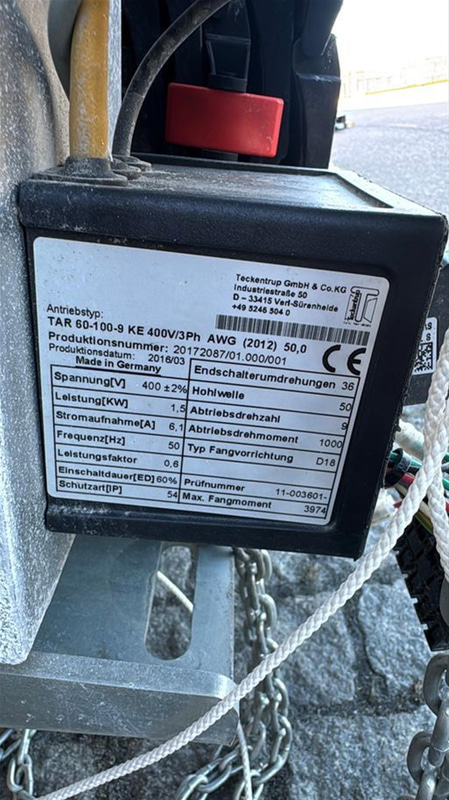 Teckentrup GmbH & Co.KG
Industriestraße 50
D – 33415 Verl-Sürenheide
+49 5246 504 0
Teckentrup
Antriebstyp:
TAR 60-100-9 KE 400V/3Ph AWG (2012) 50,0
Produktionsnummer: 20172087/01.000/001
Produktionsdatum: 2016/03
Made in Germany
CE
Spannung[V] 400 ±2%
Leistung[KW] 1,5
Stromaufnahme[A] 6,1
Frequenz[Hz] 50
Leistungsfaktor 0,6
Einschaltdauer[ED] 60%
Schutzart[IP] 54
Endschalterumdrehungen 36
Hohlwelle 50
Abtriebsdrehzahl 9
Abtriebsdrehmoment 1000
Typ Fangvorrichtung D18
Prüfnummer 11-003601-
Max. Fangmoment 3974